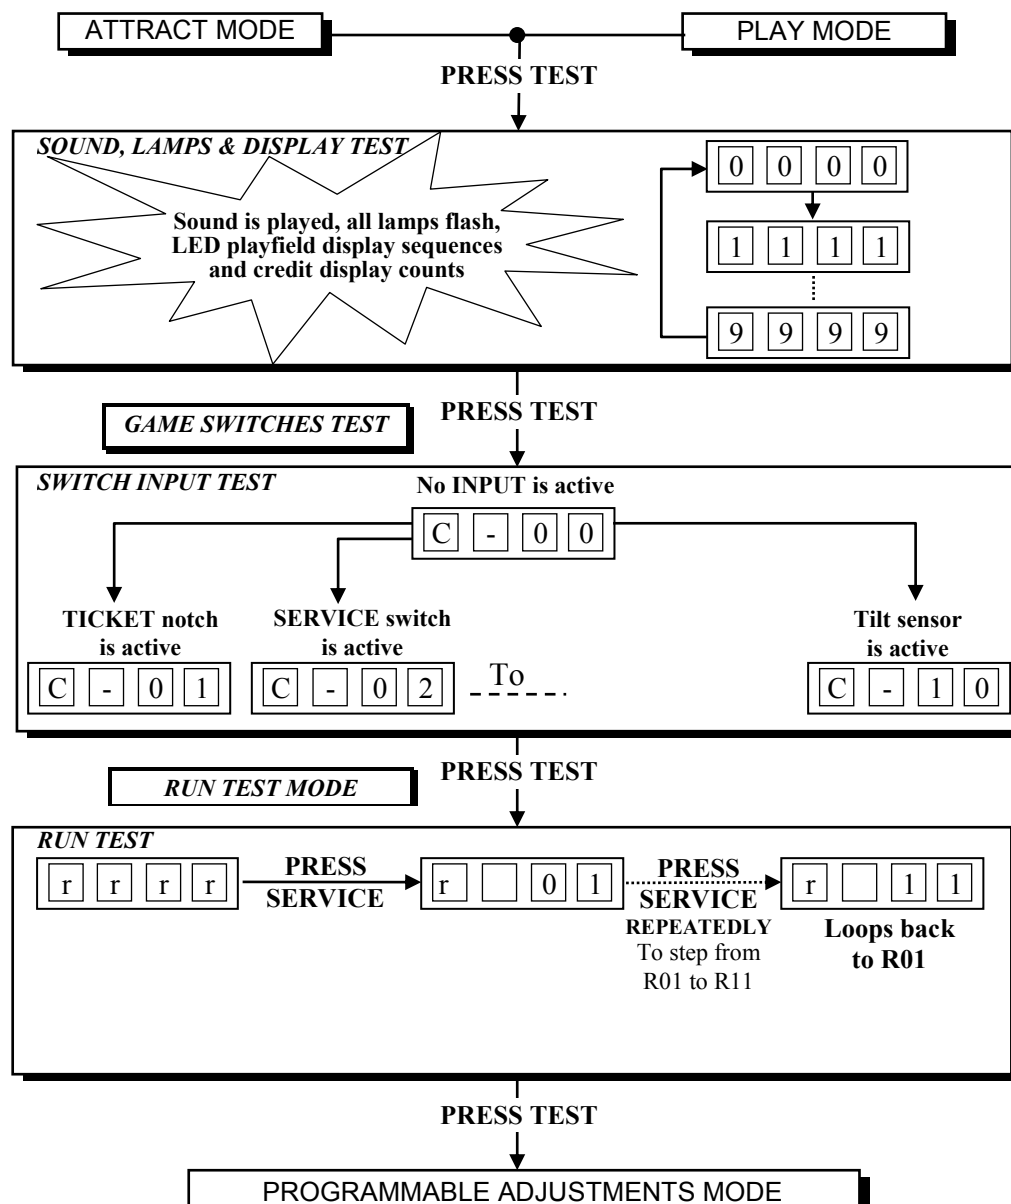 ATTRACT MODE
PLAY MODE
PRESS TEST
SOUND, LAMPS & DISPLAY TEST
Sound is played, all lamps flash,
LED playfield display sequences
and credit display counts
0 0 0 0
1 1 1 1
9 9 9 9
PRESS TEST
GAME SWITCHES TEST
SWITCH INPUT TEST
No INPUT is active
C - 0 0
TICKET notch
is active
C - 0 1
SERVICE switch
is active
C - 0 2
To
Tilt sensor
is active
C - 1 0
PRESS TEST
RUN TEST MODE
RUN TEST
r r r r
PRESS
SERVICE
r 0 1
PRESS
SERVICE
REPEATEDLY
To step from
R01 to R11
r 1 1
Loops back
to R01
PRESS TEST
PROGRAMMABLE ADJUSTMENTS MODE